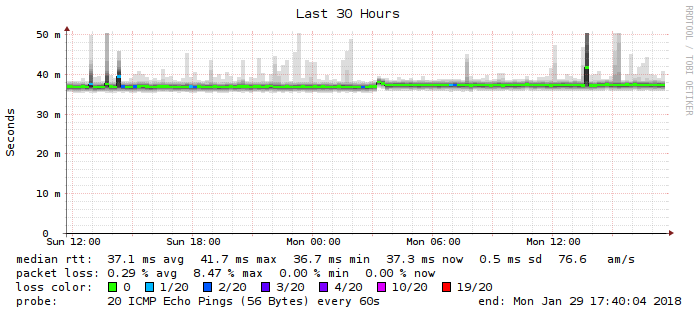 Last 30 Hours
RRDTOOL / TOBI OETIKER
Seconds
50 m
40 m
30 m
20 m
10 m
0
Sun 12:00 Sun 18:00 Mon 00:00 Mon 06:00 Mon 12:00
median rtt: 37.1 ms avg 41.7 ms max 36.7 ms min 37.3 ms now 0.5 ms sd 76.6 am/s
packet loss: 0.29 % avg 8.47 % max 0.00 % min 0.00 % now
loss color: 0 1/20 2/20 3/20 4/20 10/20 19/20
probe: 20 ICMP Echo Pings (56 Bytes) every 60s end: Mon Jan 29 17:40:04 2018